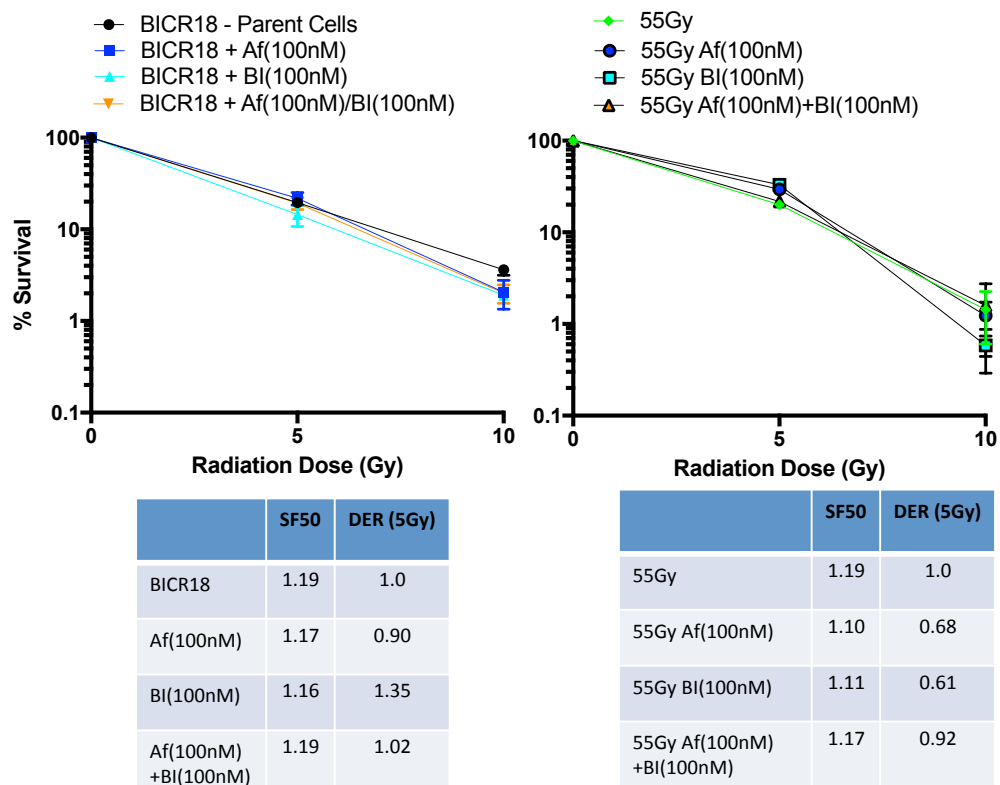 BICR18 - Parent Cells
BICR18 + Af(100nM)
BICR18 + BI(100nM)
BICR18 + Af(100nM)/BI(100nM)
100
10
1
0.1
% Survival
0
5
10
Radiation Dose (Gy)
SF50 DER (5Gy)
BICR18 1.19 1.0
Af(100nM) 1.17 0.90
BI(100nM) 1.16 1.35
Af(100nM) 1.19 1.02
+BI(100nM)
55Gy
55Gy Af(100nM)
55Gy BI(100nM)
55Gy Af(100nM)+BI(100nM)
100
10
1
0.1
0
5
10
Radiation Dose (Gy)
SF50 DER (5Gy)
55Gy 1.19 1.0
55Gy Af(100nM) 1.10 0.68
55Gy BI(100nM) 1.11 0.61
55Gy Af(100nM) 1.17 0.92
+BI(100nM)